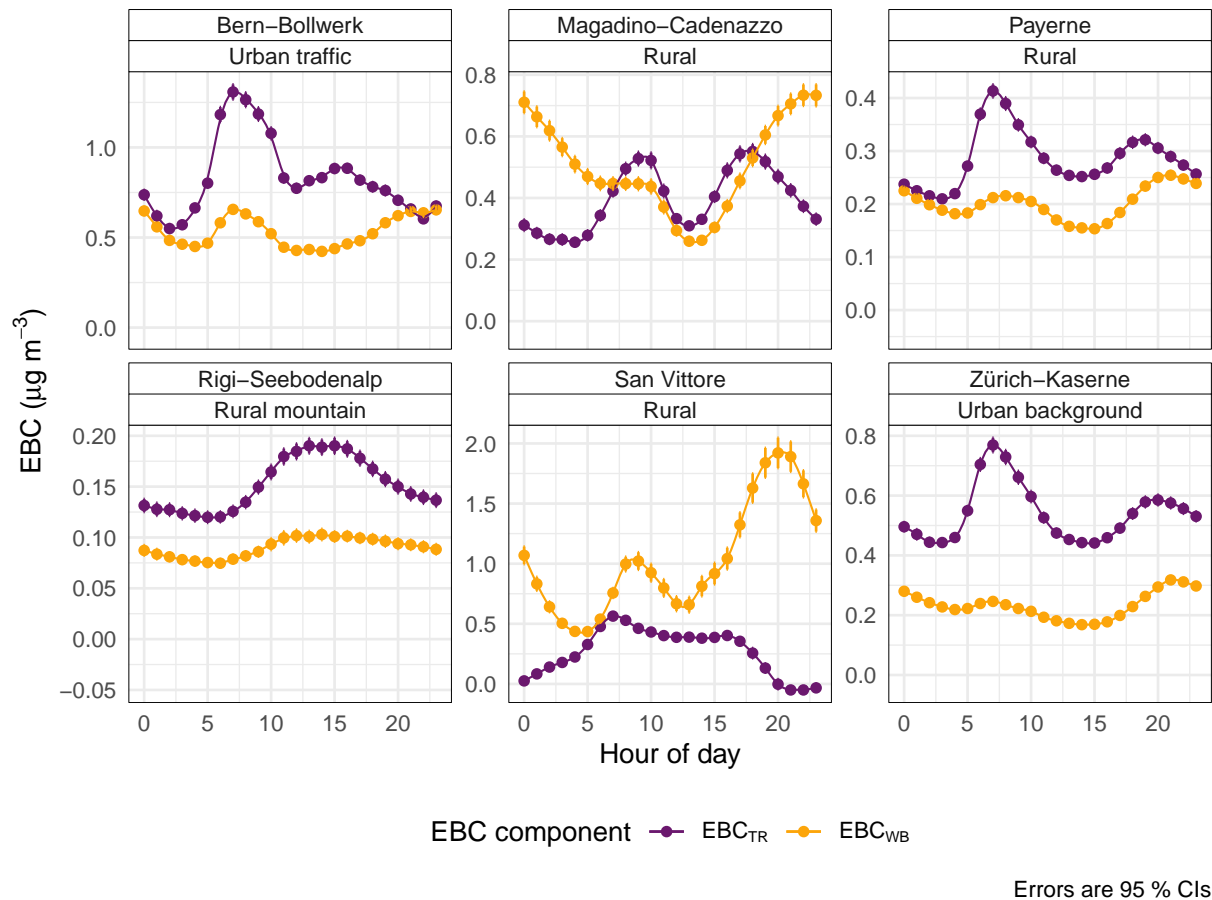 Bern−Bollwerk
Urban traffic
Magadino−Cadenazzo
Rural
Payerne
Rural
1.0
0.5
0.0
0.8
0.6
0.4
0.2
0.0
0.4
0.3
0.2
0.1
0.0
Rigi−Seebodenalp
Rural mountain
San Vittore
Rural
Zürich−Kaserne
Urban background
0.20
0.15
0.10
0.05
0.00
−0.05
2.0
1.5
1.0
0.5
0.0
0.8
0.6
0.4
0.2
0.0
0 5 10 15 20
0 5 10 15 20
0 5 10 15 20
EBC (μg m⁻³)
Hour of day
EBC component EBC_TR EBC_WB
Errors are 95 % CIs